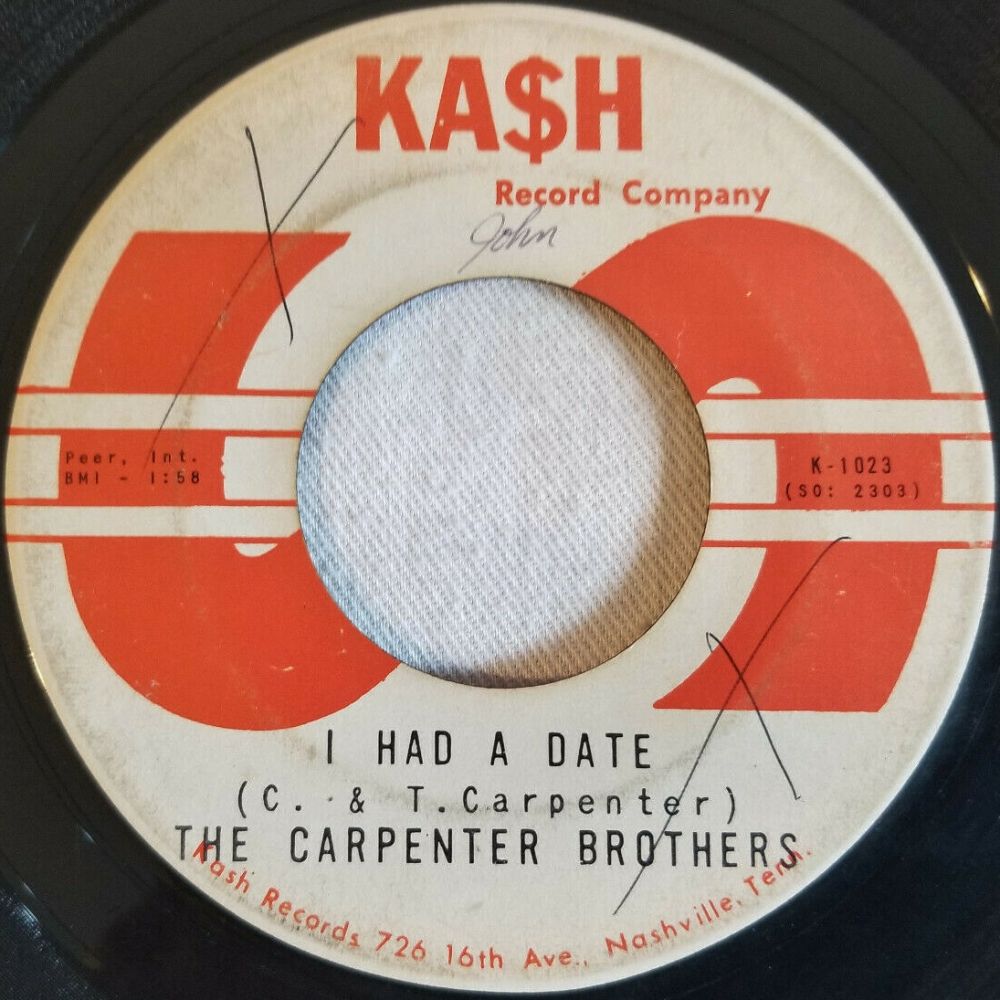 KA$H
Record Company
John
Peer, Int.
BMI - 1:58
K-1023
(SO: 2303)
I HAD A DATE
(C. & T. Carpenter)
THE CARPENTER BROTHERS
Kash Records 726 16th Ave., Nashville, Tenn.